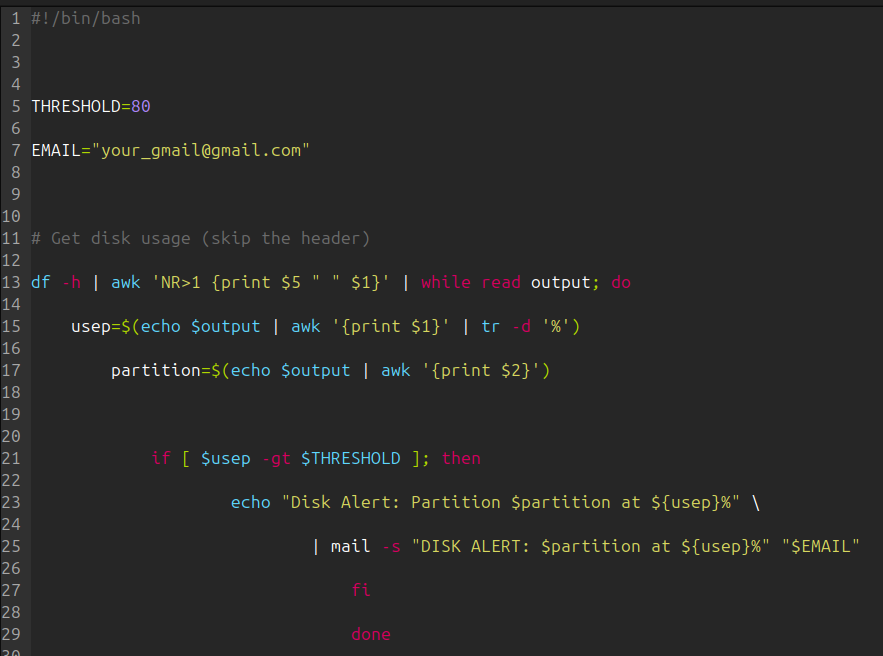 1 #!/bin/bash
2
3
4
5 THRESHOLD=80
6
7 EMAIL="your_gmail@gmail.com"
8
9
10
11 # Get disk usage (skip the header)
12
13 df -h | awk 'NR>1 {print $5 " " $1}' | while read output; do
14
15     usep=$(echo $output | awk '{print $1}' | tr -d '%')
16
17         partition=$(echo $output | awk '{print $2}')
18
19
20
21             if [ $usep -gt $THRESHOLD ]; then
22
23                     echo "Disk Alert: Partition $partition at ${usep}%" \
24
25                             | mail -s "DISK ALERT: $partition at ${usep}%" "$EMAIL"
26
27                                 fi
28
29                                 done
30